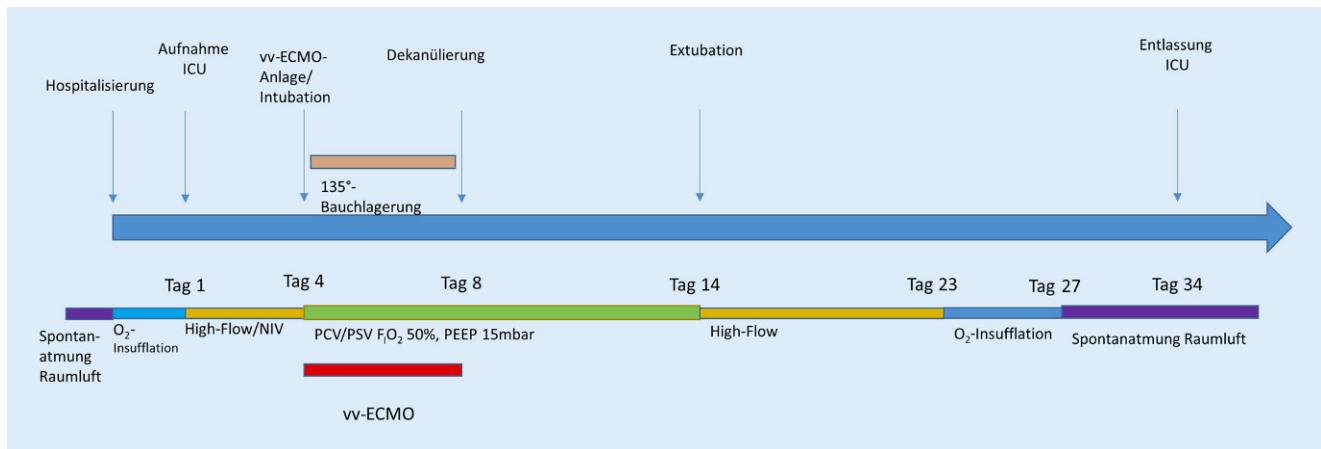 Hospitalisierung
Aufnahme
ICU
vv-ECMO-
Anlage/
Intubation
Dekanülierung
Extubation
Entlassung
ICU
135°-
Bauchlagerung
Tag 1
Tag 4
Tag 8
Tag 14
Tag 23
Tag 27
Tag 34
Spontan-
atmung
Raumluft
O₂-
Insufflation
High-Flow/NIV
PCV/PSV FᵢO₂ 50%, PEEP 15mbar
High-Flow
O₂-Insufflation
Spontanatmung Raumluft
vv-ECMO